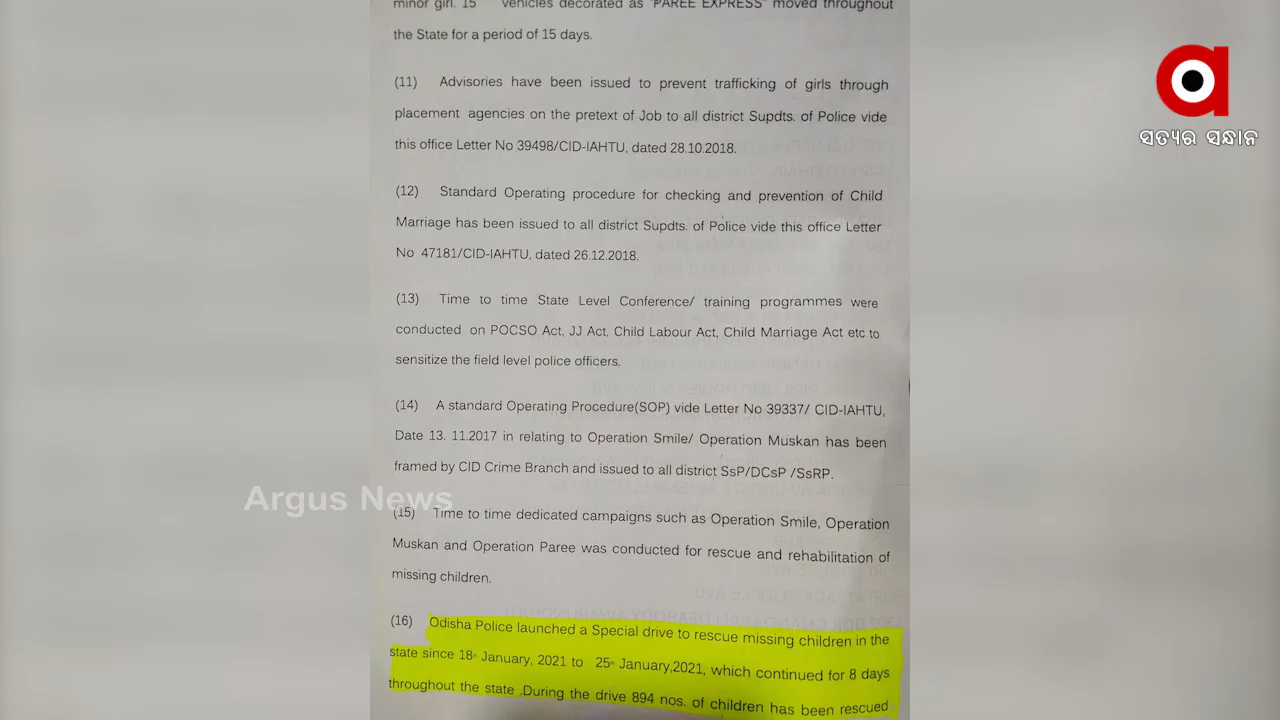 minor girl. 15 vehicles decorated as "PAREE EXPRESS" moved throughout
the State for a period of 15 days.
(11) Advisories have been issued to prevent trafficking of girls through
placement agencies on the pretext of Job to all district Supdts. of Police vide
this office Letter No 39498/CID-IAHTU, dated 28.10.2018.
(12) Standard Operating procedure for checking and prevention of Child
Marriage has been issued to all district Supdts. of Police vide this office Letter
No 47181/CID-IAHTU, dated 26.12.2018.
(13) Time to time State Level Conference/ training programmes were
conducted on POCSO Act, JJ Act, Child Labour Act, Child Marriage Act etc to
sensitize the field level police officers.
(14) A standard Operating Procedure(SOP) vide Letter No 39337/ CID-IAHTU,
Date 13. 11.2017 in relating to Operation Smile/ Operation Muskan has been
framed by CID Crime Branch and issued to all district SsP/DCsP /SsRP.
(15) Time to time dedicated campaigns such as Operation Smile, Operation
Muskan and Operation Paree was conducted for rescue and rehabilitation of
missing children.
(16) Odisha Police launched a Special drive to rescue missing children in the
state since 18th January, 2021 to 25th January,2021, which continued for 8 days
throughout the state .During the drive 894 nos. of children has been rescued
Argus News
a
ସତ୍ୟର ସନ୍ଧାନ